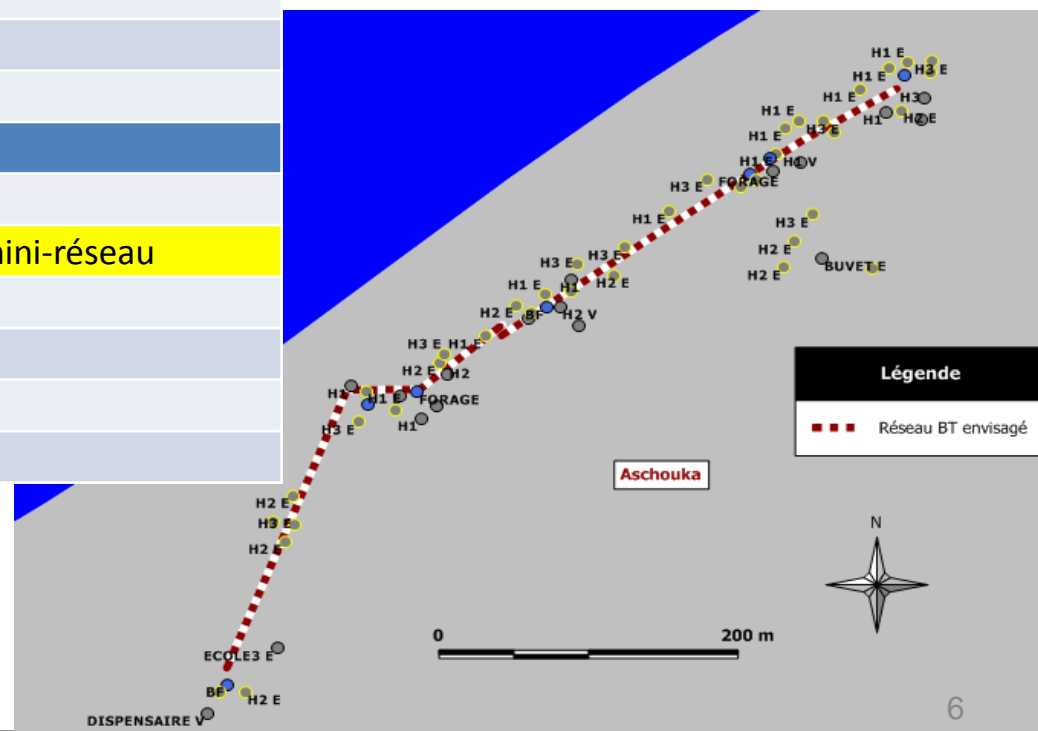 ini-réseau
H1 E
H1 E
H3 E
H1 E
H3
H1
H2 E
H1 E
H3 E
H1 E
H1 E
H1 V
FORAGE
H3 E
H1 E
H3 E
H2 E
H2 E
BUVET E
H3 E
H3 E
H2 E
H1 E
H1
H2 E
BF
H2 V
H3 E
H1 E
H2 E
H2
H1
H1 E
FORAGE
H3 E
H1
Légende
Réseau BT envisagé
Aschouka
N
H2 E
H3 E
H2 E
0
200 m
ECOLE3 E
BF
H2 E
DISPENSAIRE V
6